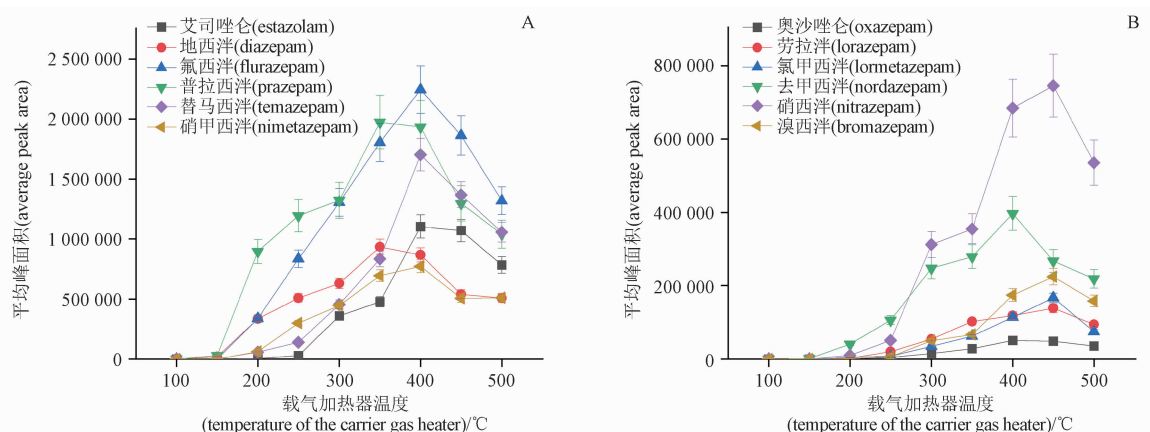 A
艾司唑仑(estazolam)
地西泮(diazepam)
氟西泮(flurazepam)
普拉西泮(prazepam)
替马西泮(temazepam)
硝甲西泮(nimetazepam)
2 500 000
2 000 000
1 500 000
1 000 000
500 000
0
平均峰面积(average peak area)
100 200 300 400 500
载气加热器温度
(temperature of the carrier gas heater)/℃
B
奥沙唑仑(oxazepam)
劳拉泮(lorazepam)
氯甲西泮(lormetazepam)
去甲西泮(nordazepam)
硝西泮(nitrazepam)
溴西泮(bromazepam)
800 000
600 000
400 000
200 000
0
平均峰面积(average peak area)
100 200 300 400 500
载气加热器温度
(temperature of the carrier gas heater)/℃